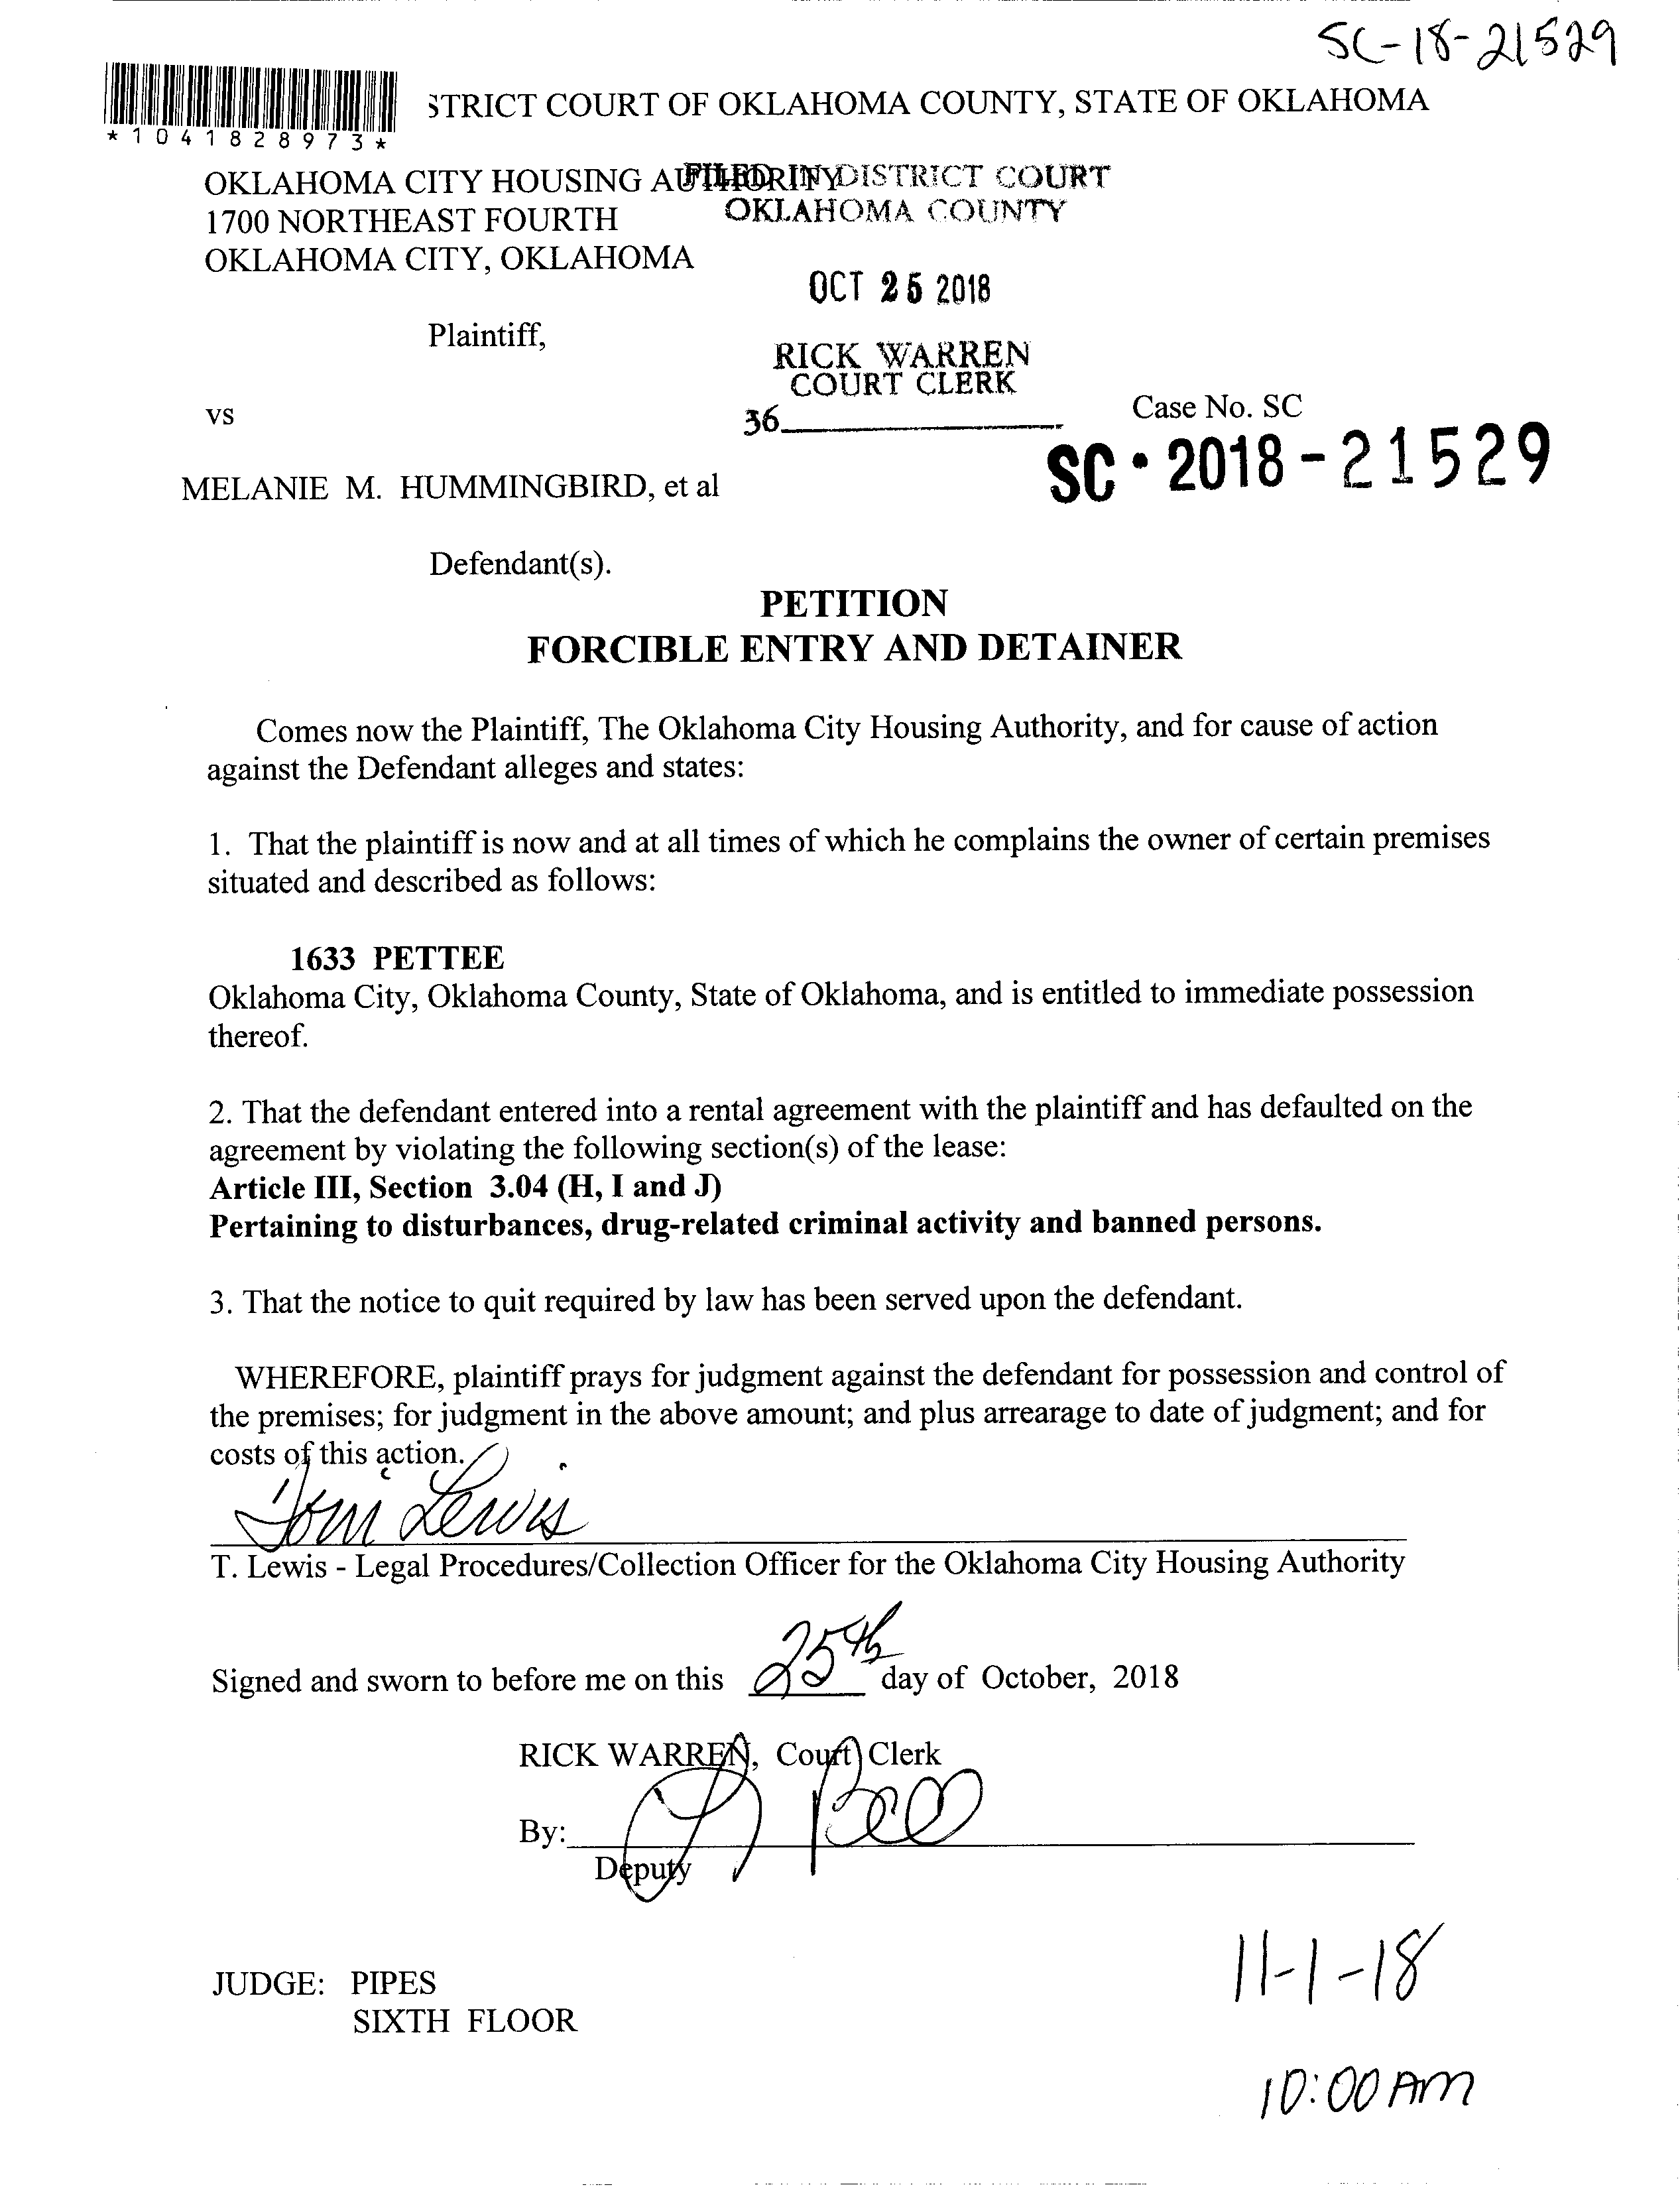 SC-18-21529
STRICT COURT OF OKLAHOMA COUNTY, STATE OF OKLAHOMA
*1041828973*
OKLAHOMA CITY HOUSING AUTHORITY
FILED IN DISTRICT COURT
1700 NORTHEAST FOURTH
OKLAHOMA COUNTY
OKLAHOMA CITY, OKLAHOMA
OCT 25 2018
Plaintiff,
RICK WARREN
COURT CLERK
vs
36
Case No. SC
SC • 2018 - 21529
MELANIE M. HUMMINGBIRD, et al
Defendant(s).
PETITION
FORCIBLE ENTRY AND DETAINER
Comes now the Plaintiff, The Oklahoma City Housing Authority, and for cause of action
against the Defendant alleges and states:
1. That the plaintiff is now and at all times of which he complains the owner of certain premises
situated and described as follows:
1633 PETTEE
Oklahoma City, Oklahoma County, State of Oklahoma, and is entitled to immediate possession
thereof.
2. That the defendant entered into a rental agreement with the plaintiff and has defaulted on the
agreement by violating the following section(s) of the lease:
Article III, Section 3.04 (H, I and J)
Pertaining to disturbances, drug-related criminal activity and banned persons.
3. That the notice to quit required by law has been served upon the defendant.
WHEREFORE, plaintiff prays for judgment against the defendant for possession and control of
the premises; for judgment in the above amount; and plus arrearage to date of judgment; and for
costs of this action.
Toni Lewis
T. Lewis - Legal Procedures/Collection Officer for the Oklahoma City Housing Authority
Signed and sworn to before me on this 25th day of October, 2018
RICK WARREN, Court Clerk
By:
Deputy
JUDGE: PIPES
SIXTH FLOOR
11-1-18
10:00 AM